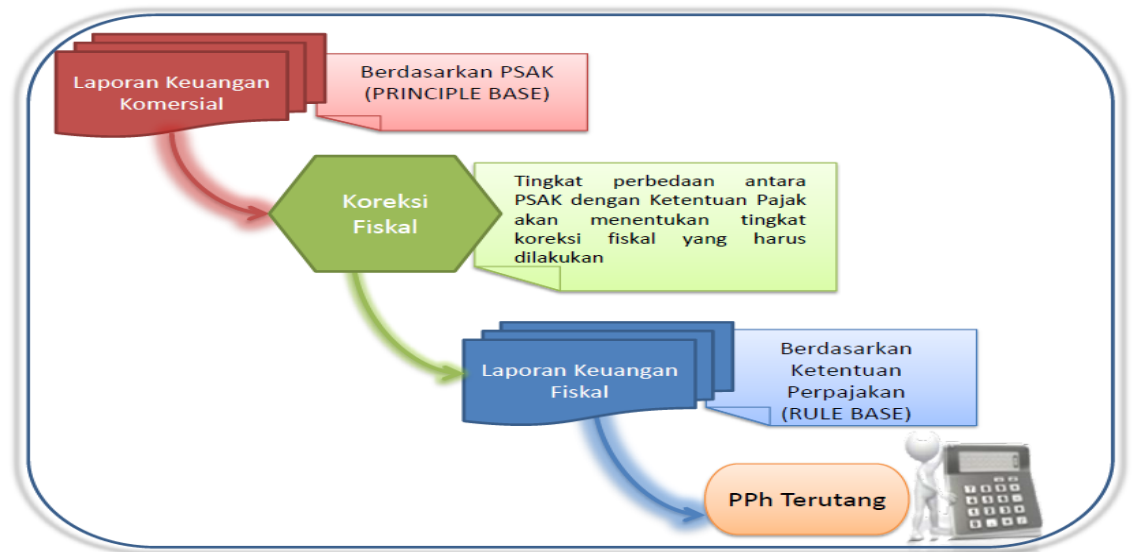 Laporan Keuangan
Komersial
Berdasarkan PSAK
(PRINCIPLE BASE)
Koreksi
Fiskal
Tingkat perbedaan antara
PSAK dengan Ketentuan Pajak
akan menentukan tingkat
koreksi fiskal yang harus
dilakukan
Laporan Keuangan
Fiskal
Berdasarkan
Ketentuan
Perpajakan
(RULE BASE)
PPh Terutang